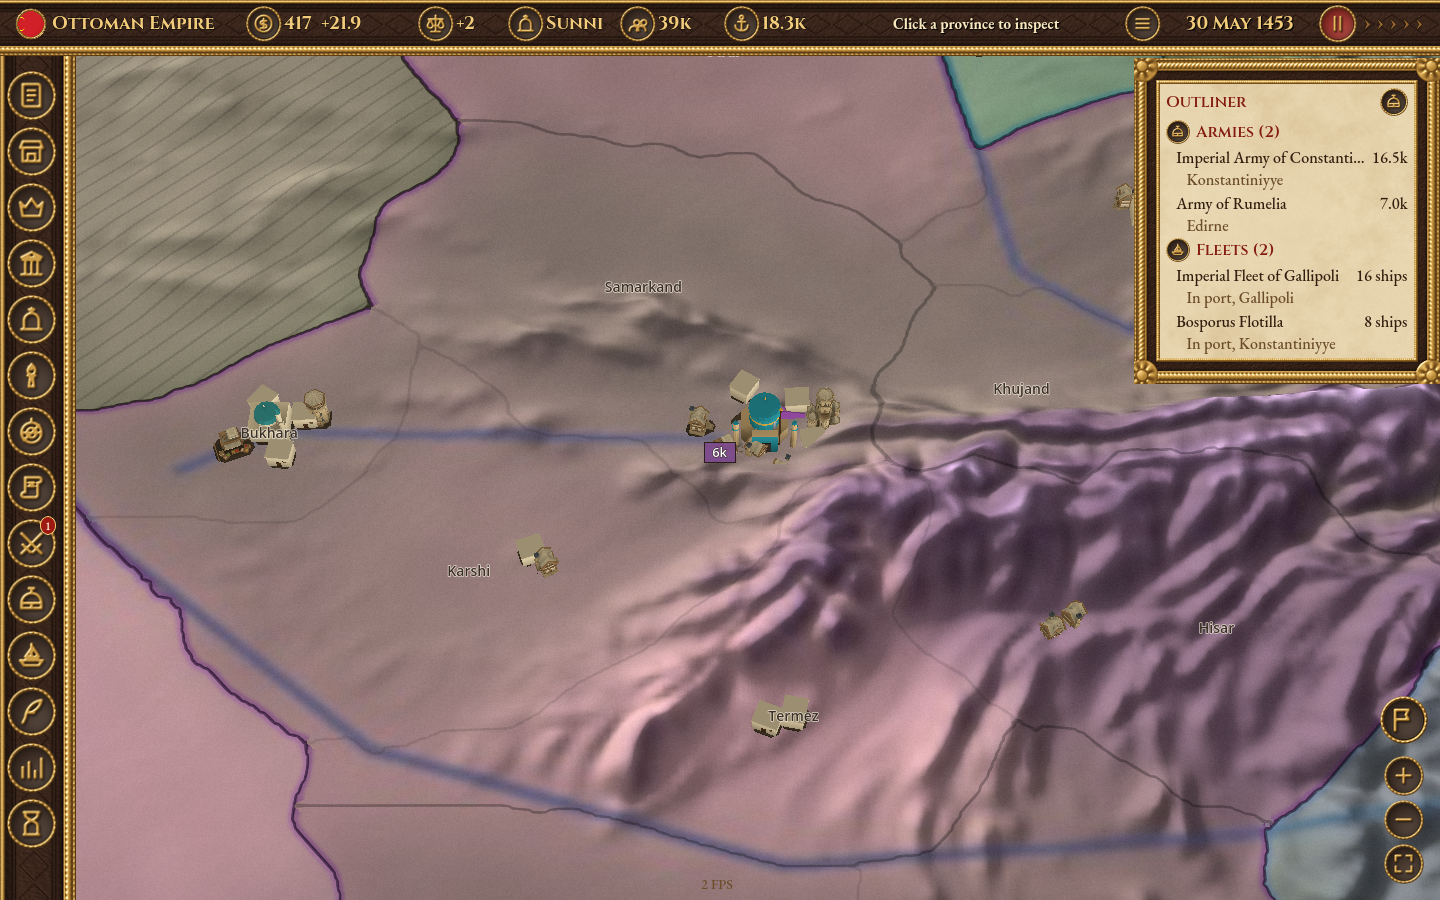 OTTOMAN EMPIRE 417 +21.9 +2 SUNNI 39K 18.3K Click a province to inspect 30 MAY 1453
OUTLINER
ARMIES (2)
Imperial Army of Constanti... 16.5k
Konstantiniyye
Army of Rumelia 7.0k
Edirne
FLEETS (2)
Imperial Fleet of Gallipoli 16 ships
In port, Gallipoli
Bosporus Flotilla 8 ships
In port, Konstantiniyye
Samarkand
Khujand
Bukhara
6k
1
Karshi
Hisar
Termez
2 FPS